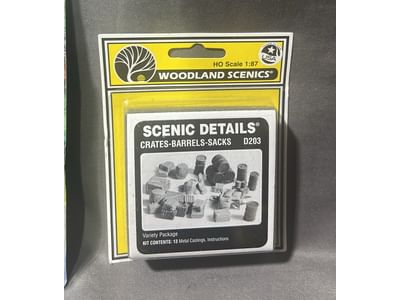 HO Scale 1:87
USA
WOODLAND SCENICS®
SCENIC DETAILS®
CRATES-BARRELS-SACKS D203
Variety Package
KIT CONTENTS: 12 Metal Castings, Instructions